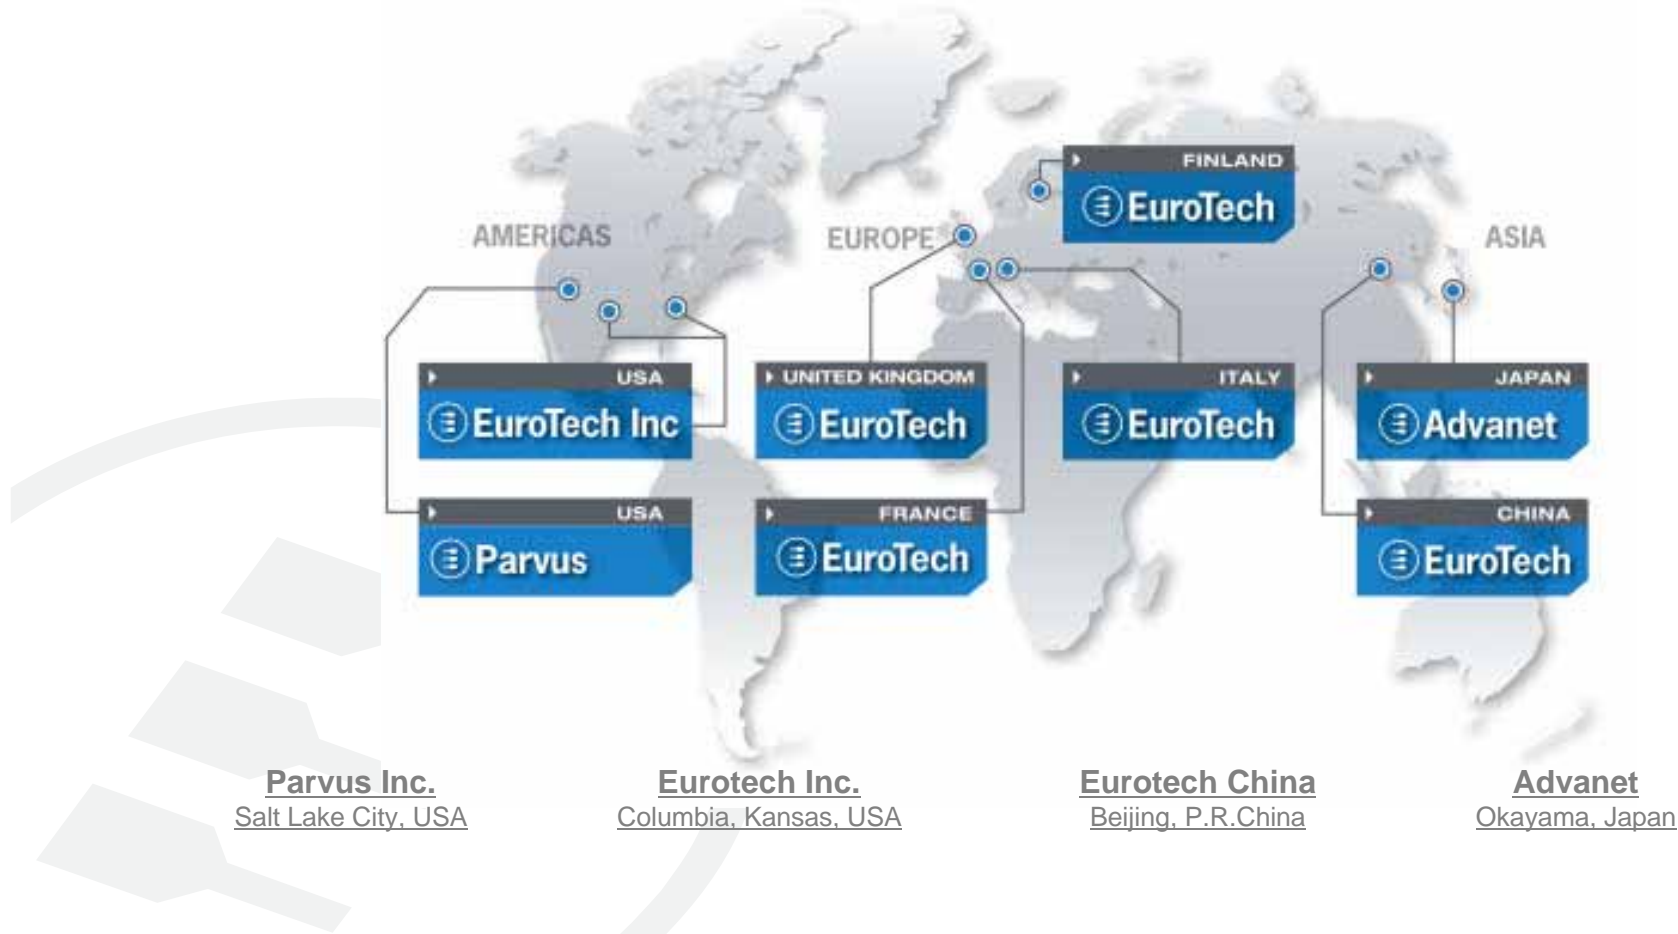 FINLAND
EuroTech
AMERICAS
EUROPE
ASIA
USA
EuroTech Inc
UNITED KINGDOM
EuroTech
ITALY
EuroTech
JAPAN
Advanet
USA
Parvus
FRANCE
EuroTech
CHINA
EuroTech
Parvus Inc.
Salt Lake City, USA
Eurotech Inc.
Columbia, Kansas, USA
Eurotech China
Beijing, P.R.China
Advanet
Okayama, Japan